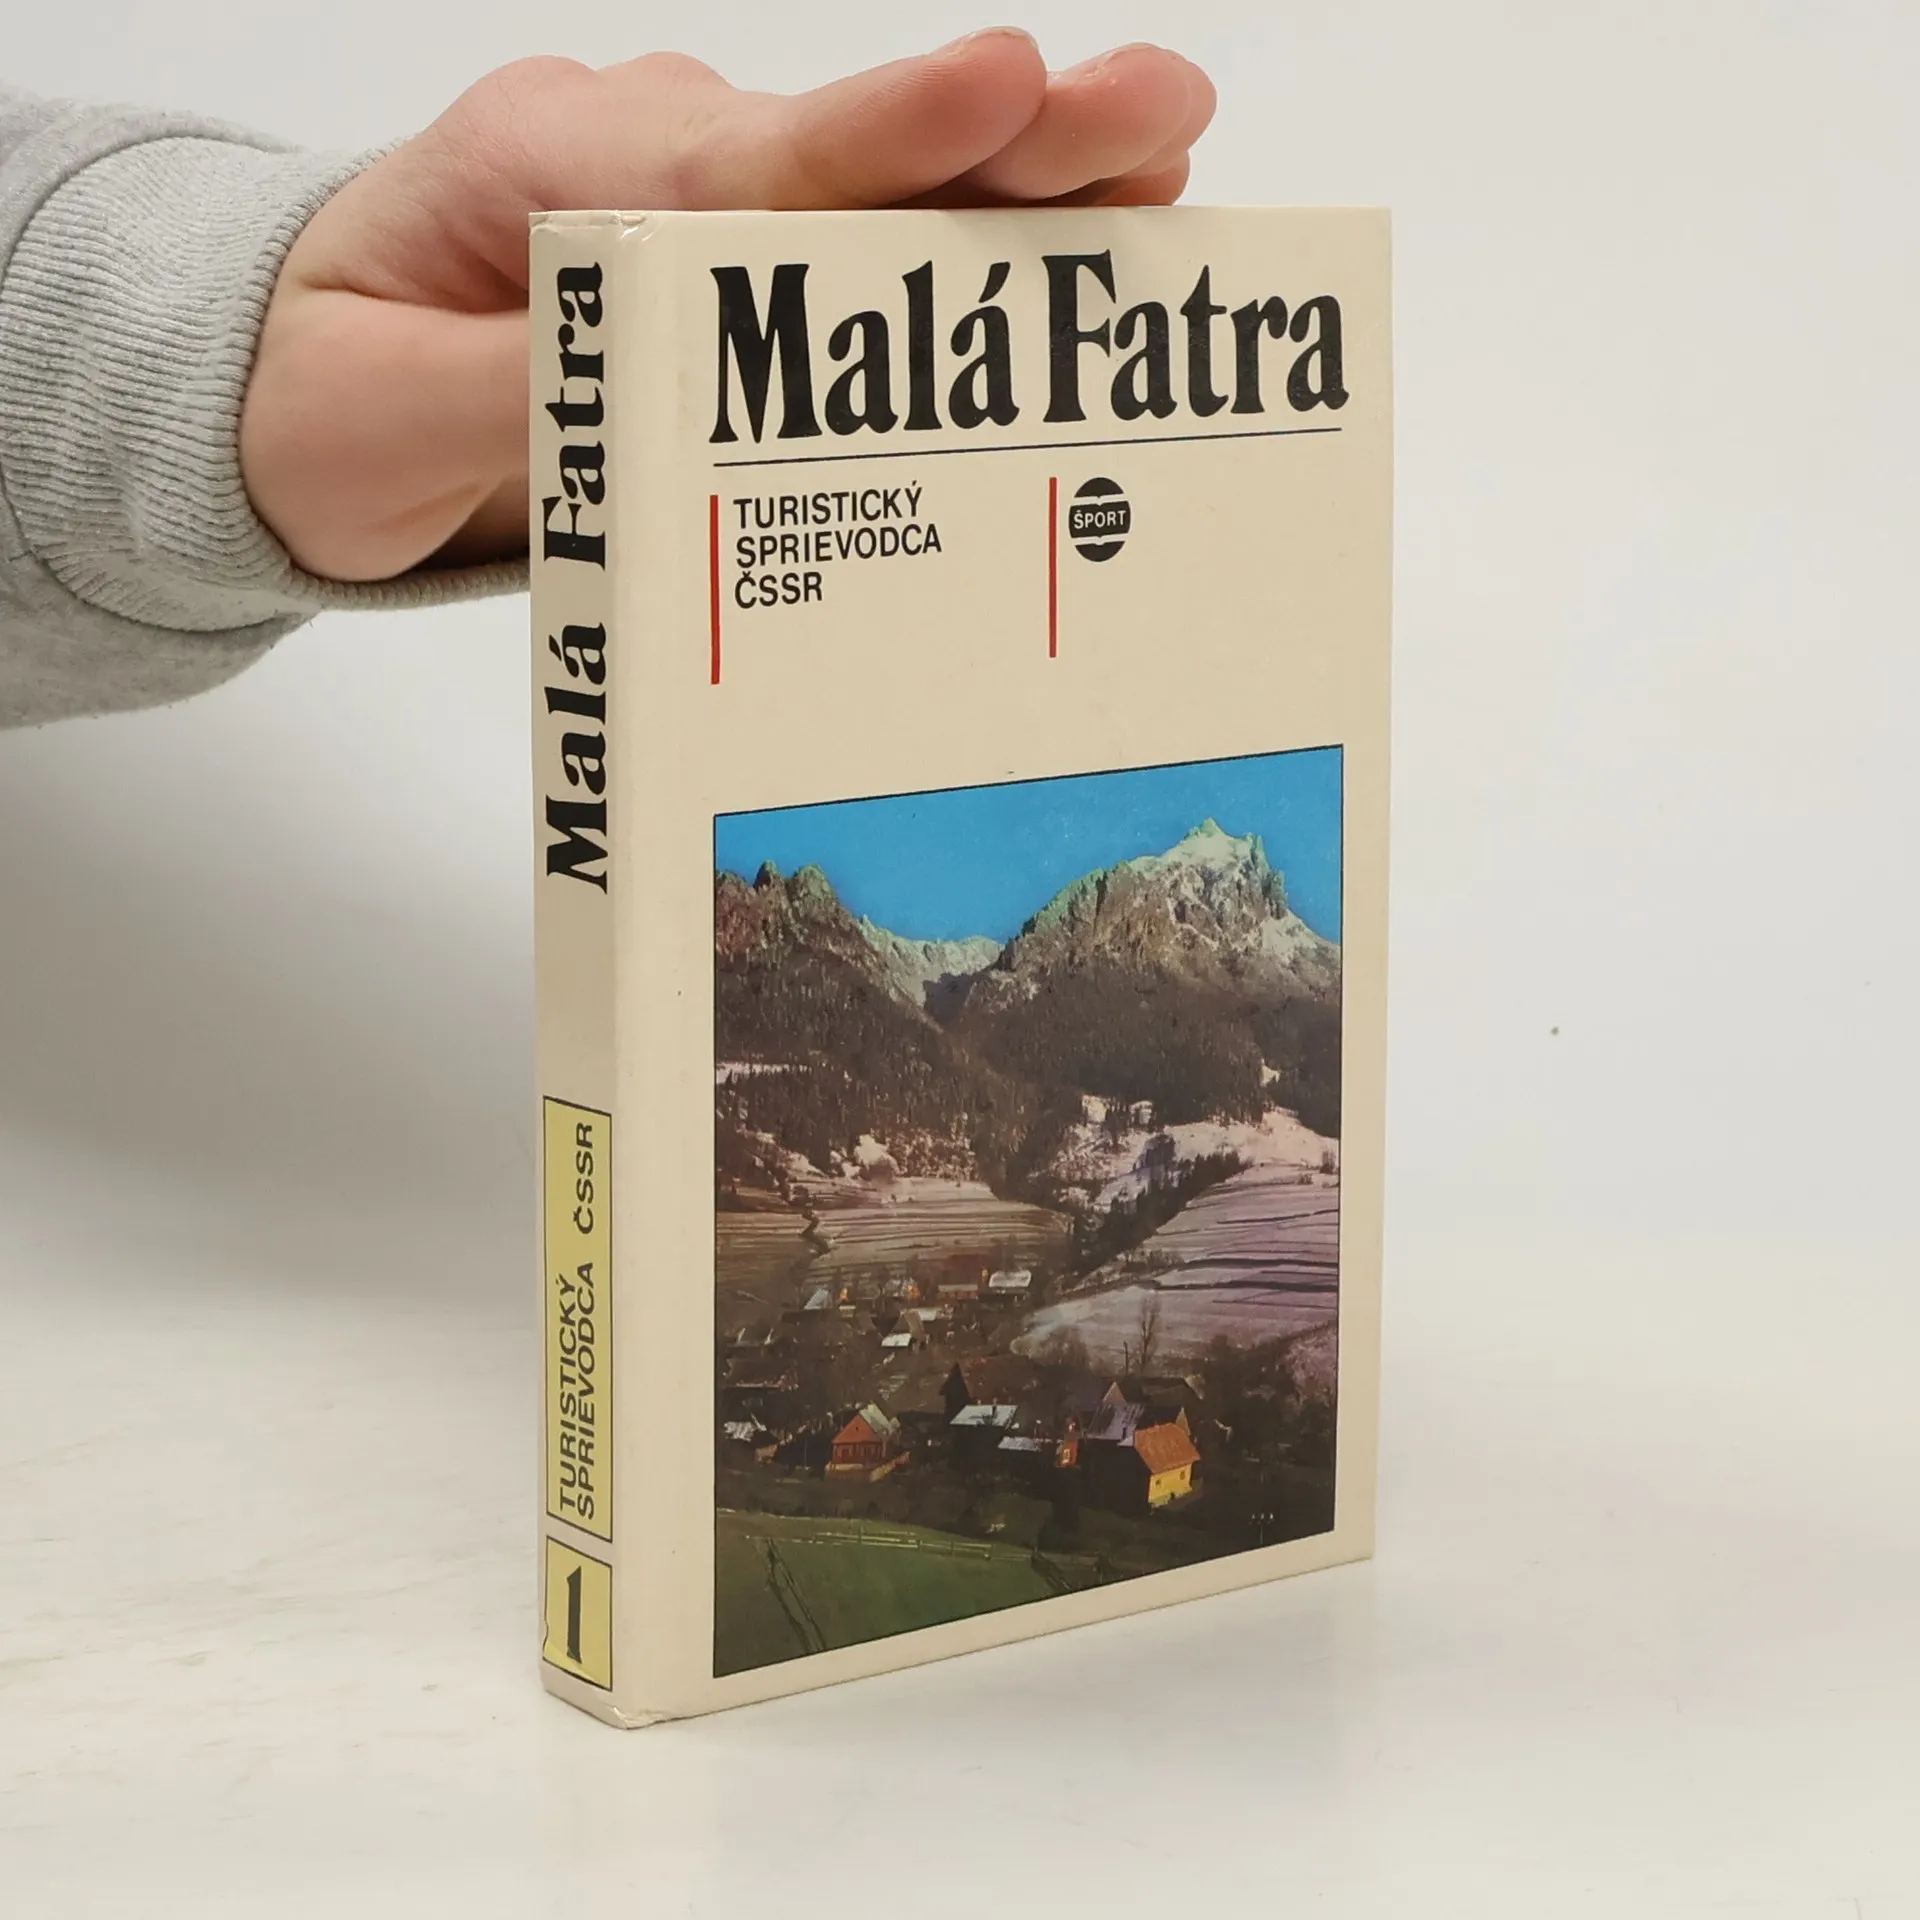 Malá Fatra
TURISTICKÝ
SPRIEVODCA
ČSSR
ŠPORT
Malá Fatra
TURISTICKÝ
SPRIEVODCA ČSSR
1